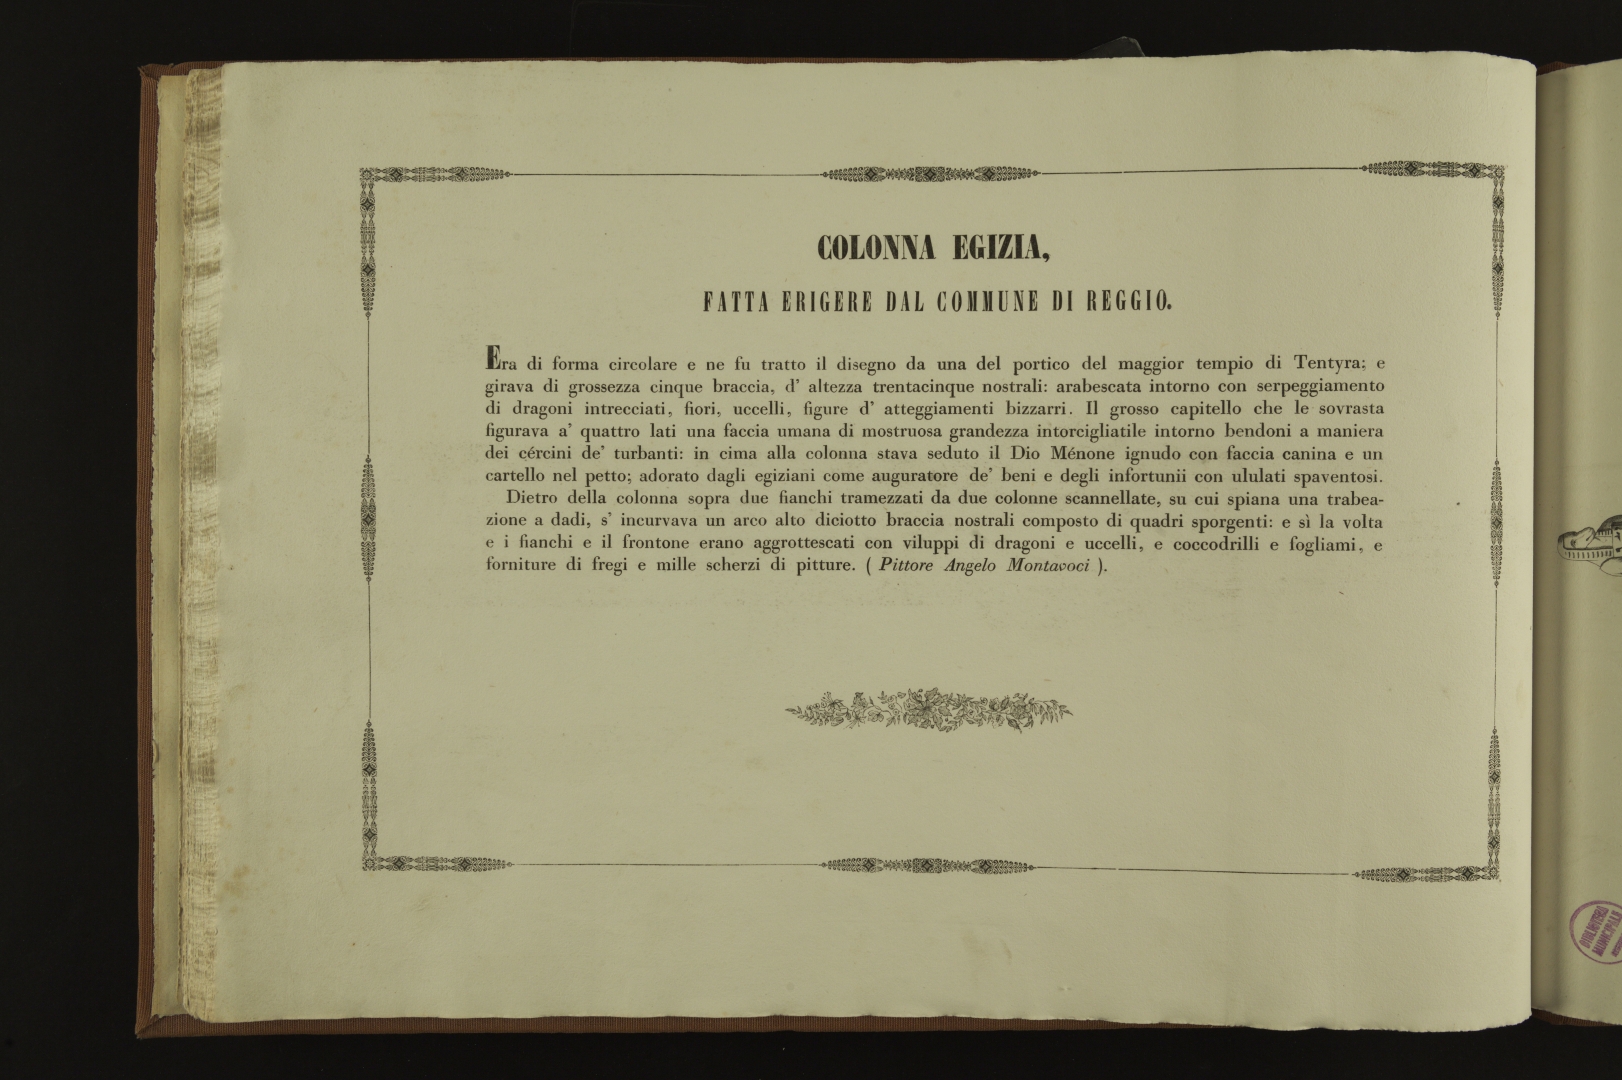 COLONNA EGIZIA,
FATTA ERIGERE DAL COMMUNE DI REGGIO.
Era di forma circolare e ne fu tratto il disegno da una del portico del maggior tempio di Tentyra; e
girava di grossezza cinque braccia, d' altezza trentacinque nostrali: arabescata intorno con serpeggiamento
di dragoni intrecciati, fiori, uccelli, figure d' atteggiamenti bizzarri. Il grosso capitello che le sovrasta
figurava a' quattro lati una faccia umana di mostruosa grandezza intorcigliatile intorno bendoni a maniera
dei cércini de' turbanti: in cima alla colonna stava seduto il Dio Ménone ignudo con faccia canina e un
cartello nel petto; adorato dagli egiziani come auguratore de' beni e degli infortunii con ululati spaventosi.
Dietro della colonna sopra due fianchi tramezzati da due colonne scannellate, su cui spiana una trabea-
zione a dadi, s' incurvava un arco alto diciotto braccia nostrali composto di quadri sporgenti: e sì la volta
e i fianchi e il frontone erano aggrottescati con viluppi di dragoni e uccelli, e coccodrilli e fogliami, e
forniture di fregi e mille scherzi di pitture. ( Pittore Angelo Montavoci ).
BIBLIOTECA
MUNICIPALE